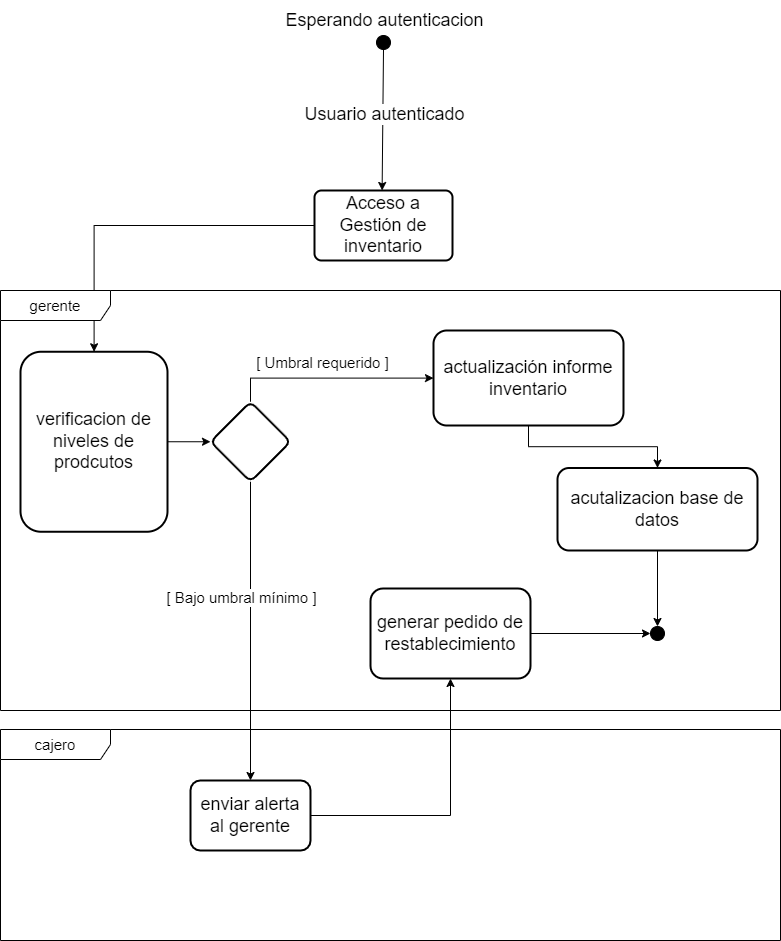 Esperando autenticacion
Usuario autenticado
Acceso a
Gestión de
inventario
gerente
[ Umbral requerido ]
actualización informe
inventario
verificacion de
niveles de
prodcutos
acutalizacion base de
datos
[ Bajo umbral mínimo ]
generar pedido de
restablecimiento
cajero
enviar alerta
al gerente